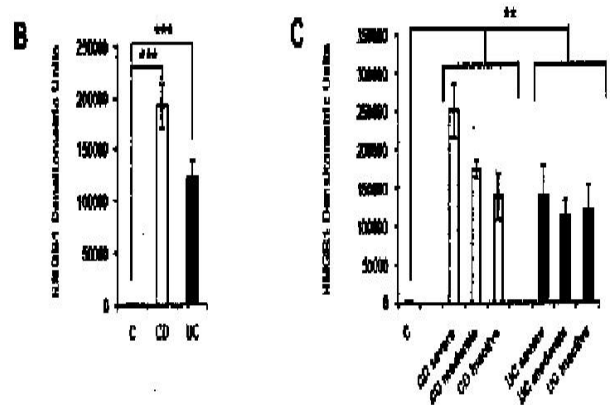 B
***
***
HMGB1 Densitometric Units
250000
200000
150000
100000
50000
0
C CD UC
C
**
HMGB1 Densitometric Units
350000
300000
250000
200000
150000
100000
50000
0
C
CD severe
CD moderate
CD inactive
UC severe
UC moderate
UC inactive